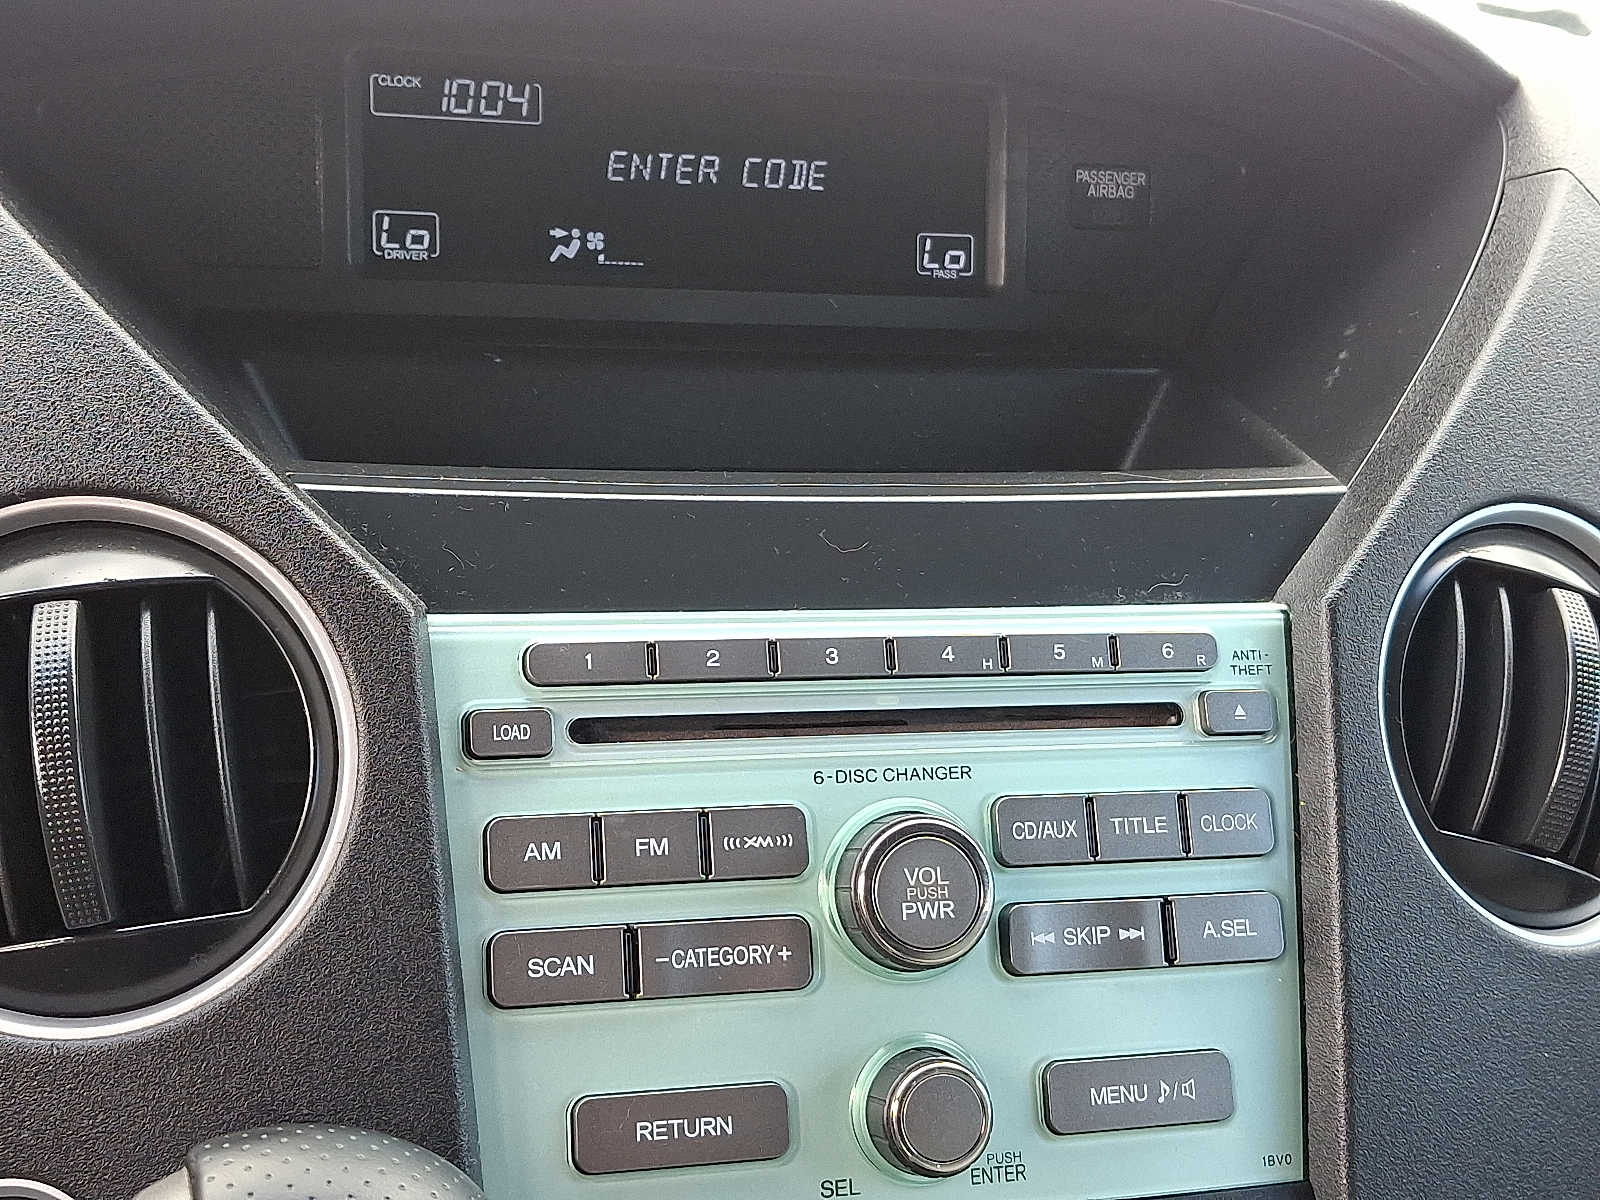 CLOCK 1004
ENTER CODE
PASSENGER
AIRBAG
Lo
DRIVER
Lo
PASS.
1 2 3 4 H 5 M 6 R
ANTI-
THEFT
LOAD
6-DISC CHANGER
AM FM (((XM)))
VOL
PUSH
PWR
CD/AUX TITLE CLOCK
SCAN -CATEGORY+
SKIP A.SEL
RETURN
MENU /
PUSH
ENTER
SEL
1BV0